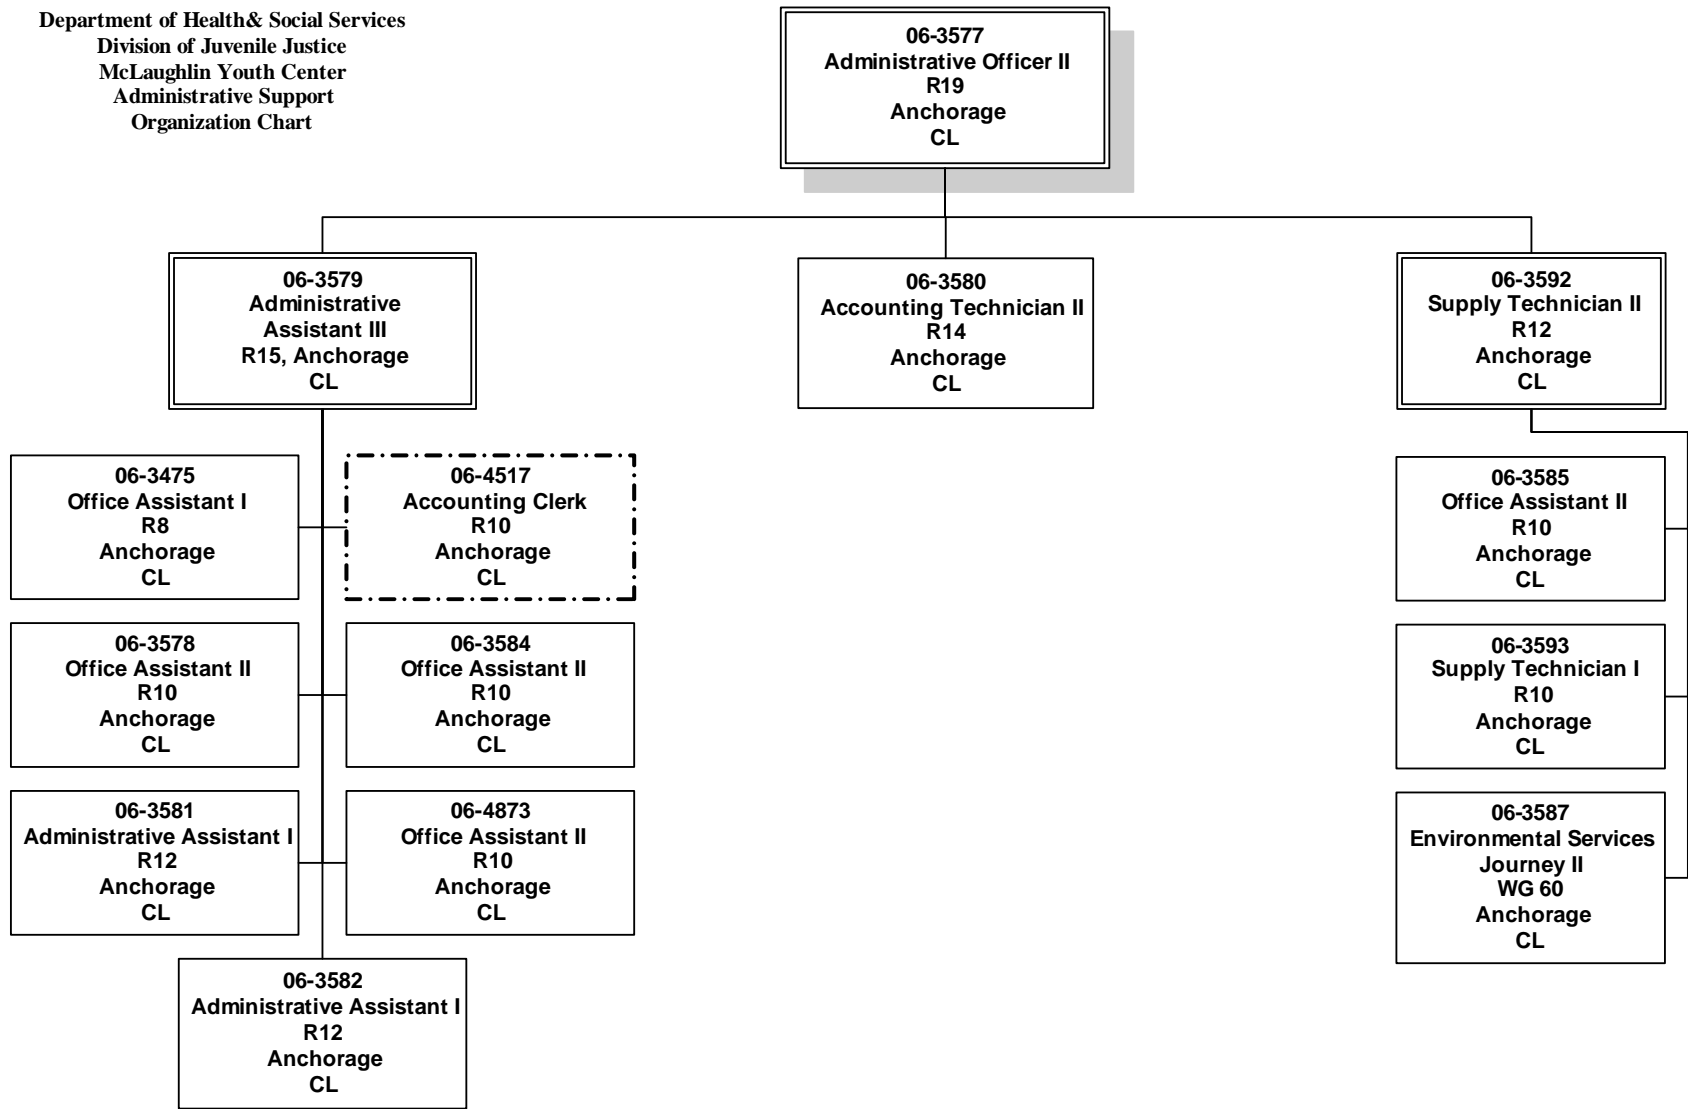 Department of Health& Social Services
Division of Juvenile Justice
McLaughlin Youth Center
Administrative Support
Organization Chart
06-3577
Administrative Officer II
R19
Anchorage
CL
06-3579
Administrative
Assistant III
R15, Anchorage
CL
06-3580
Accounting Technician II
R14
Anchorage
CL
06-3592
Supply Technician II
R12
Anchorage
CL
06-3475
Office Assistant I
R8
Anchorage
CL
06-4517
Accounting Clerk
R10
Anchorage
CL
06-3585
Office Assistant II
R10
Anchorage
CL
06-3578
Office Assistant II
R10
Anchorage
CL
06-3584
Office Assistant II
R10
Anchorage
CL
06-3593
Supply Technician I
R10
Anchorage
CL
06-3581
Administrative Assistant I
R12
Anchorage
CL
06-4873
Office Assistant II
R10
Anchorage
CL
06-3587
Environmental Services
Journey II
WG 60
Anchorage
CL
06-3582
Administrative Assistant I
R12
Anchorage
CL